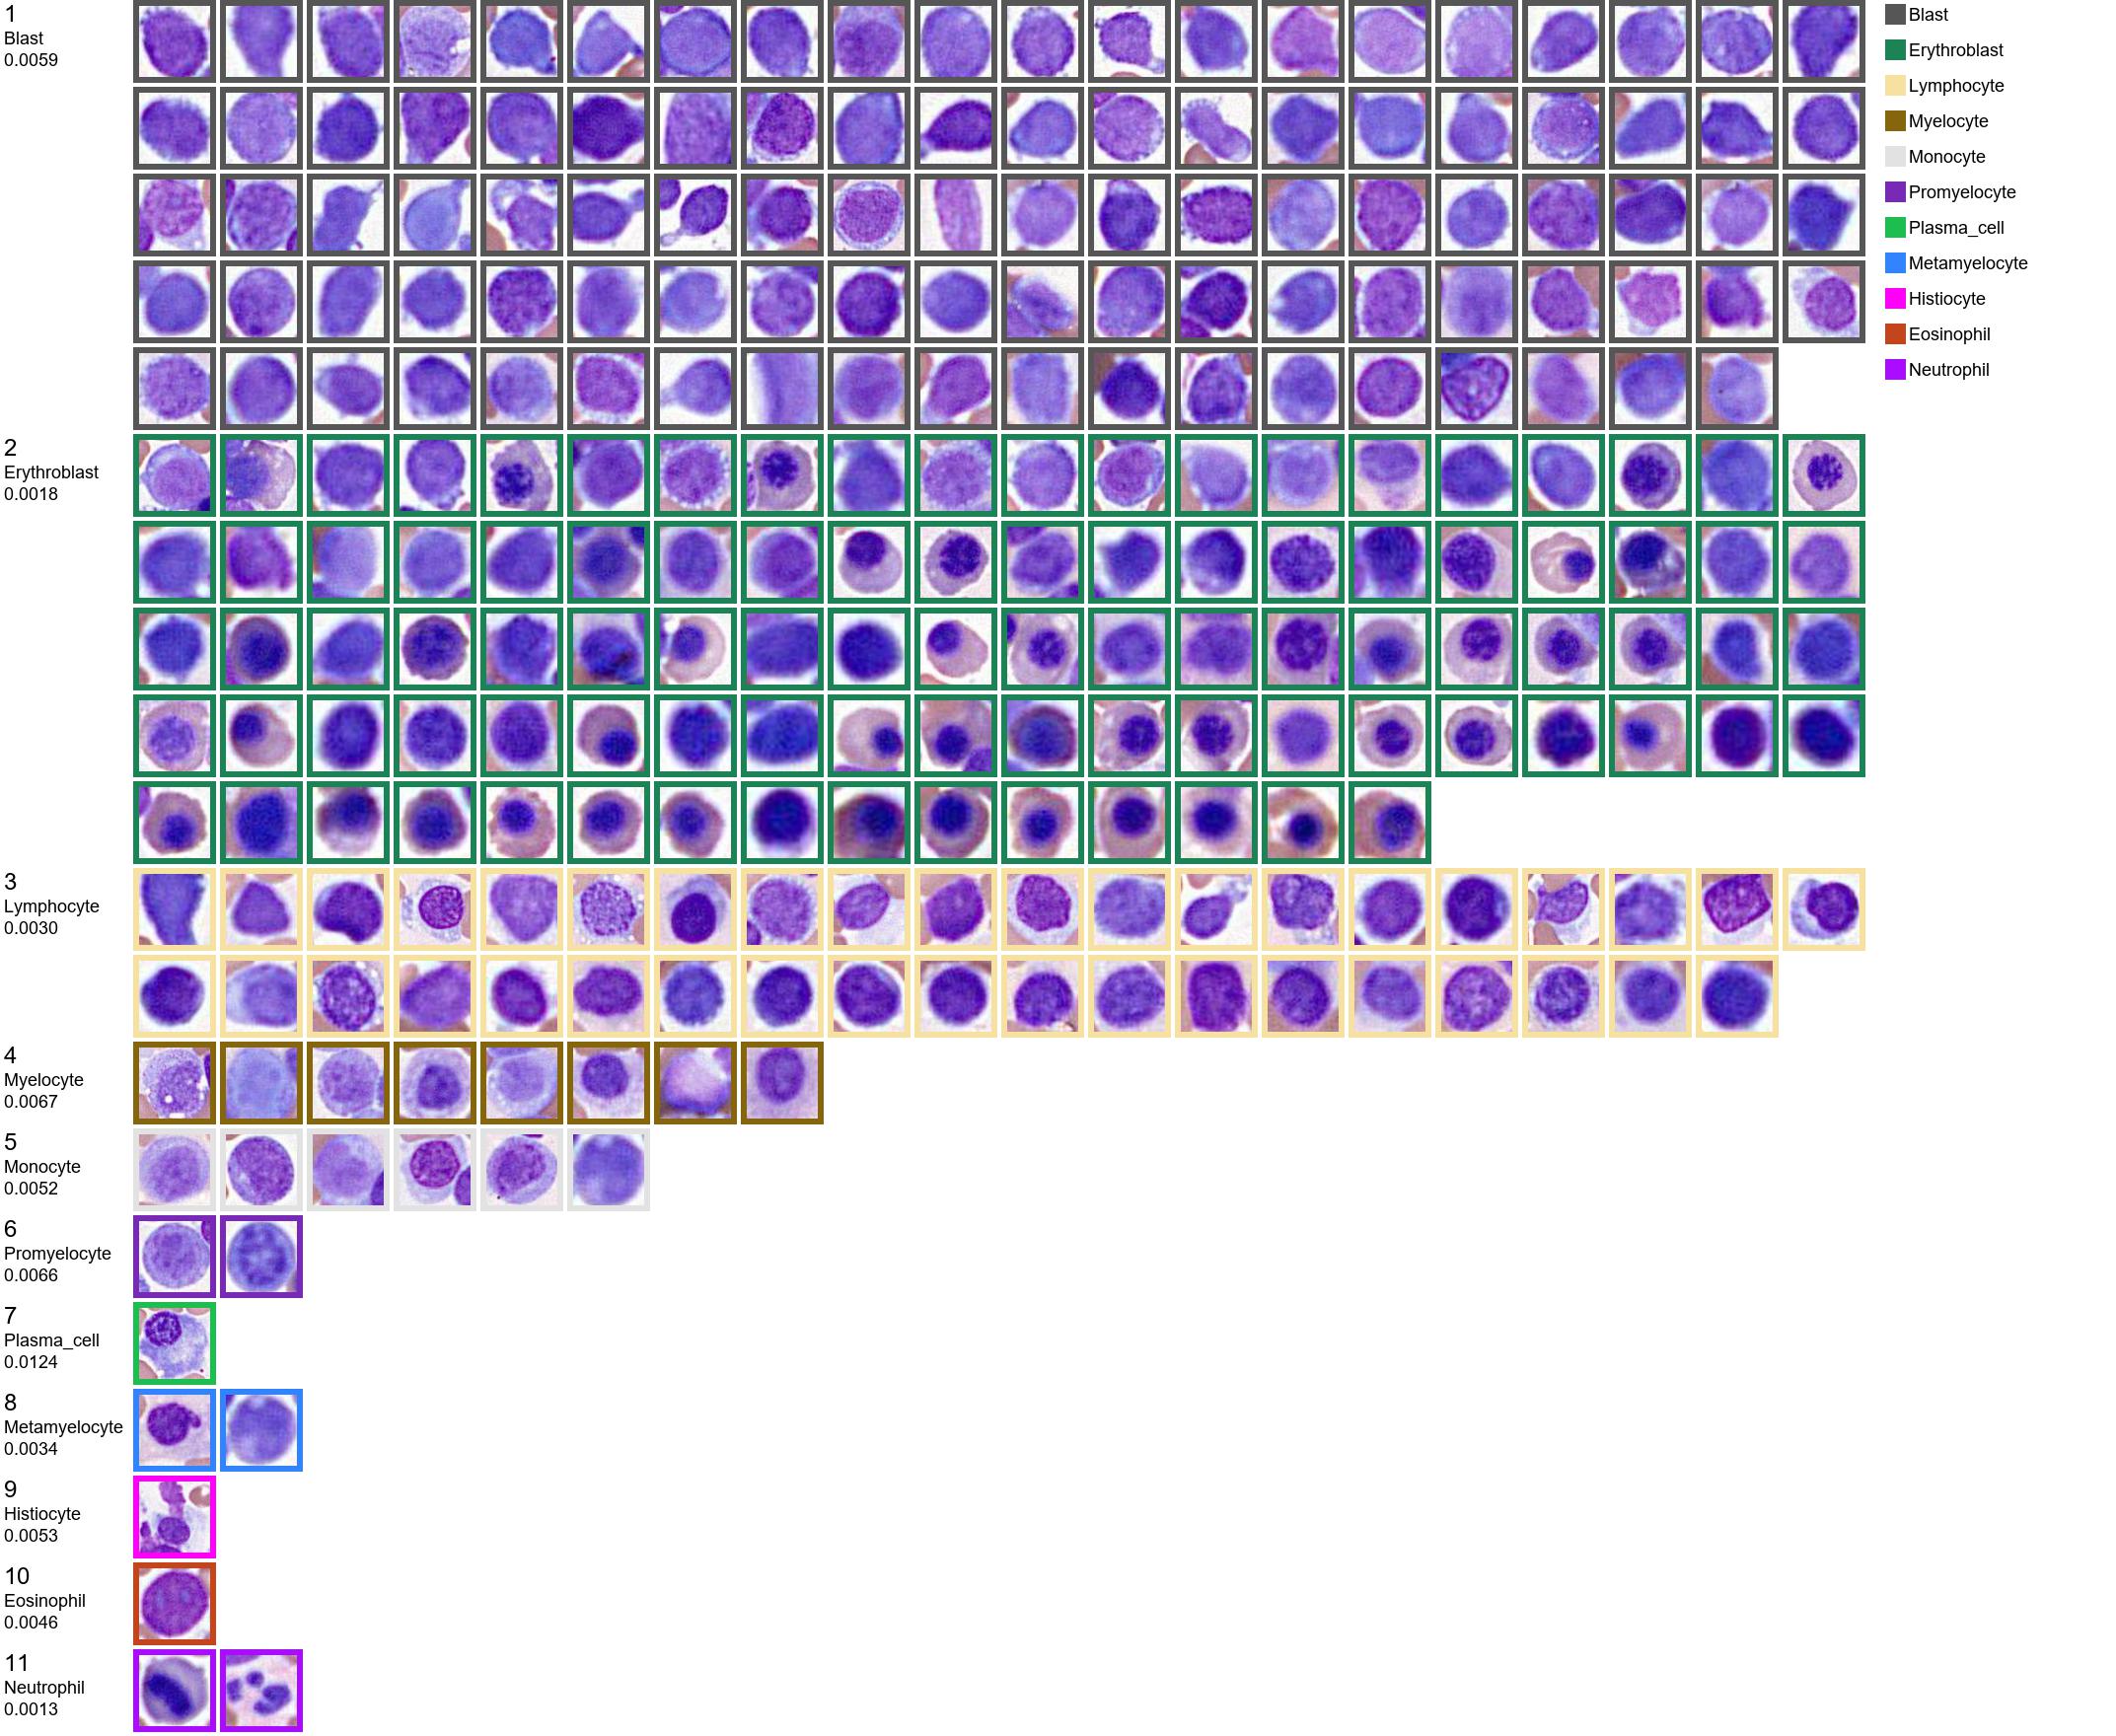 1
Blast
0.0059
2
Erythroblast
0.0018
3
Lymphocyte
0.0030
4
Myelocyte
0.0067
5
Monocyte
0.0052
6
Promyelocyte
0.0066
7
Plasma_cell
0.0124
8
Metamyelocyte
0.0034
9
Histiocyte
0.0053
10
Eosinophil
0.0046
11
Neutrophil
0.0013
Blast
Erythroblast
Lymphocyte
Myelocyte
Monocyte
Promyelocyte
Plasma_cell
Metamyelocyte
Histiocyte
Eosinophil
Neutrophil